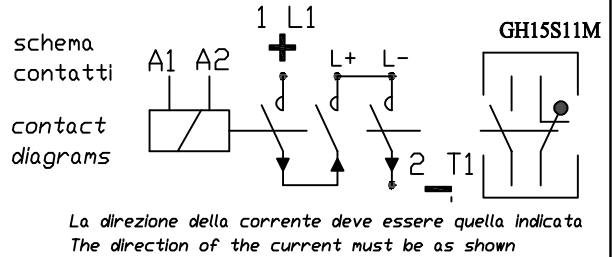 1 L1
GH15S11M
schema
contatti
A1 A2
L+ L-
contact
diagrams
2 T1
La direzione della corrente deve essere quella indicata
The direction of the current must be as shown